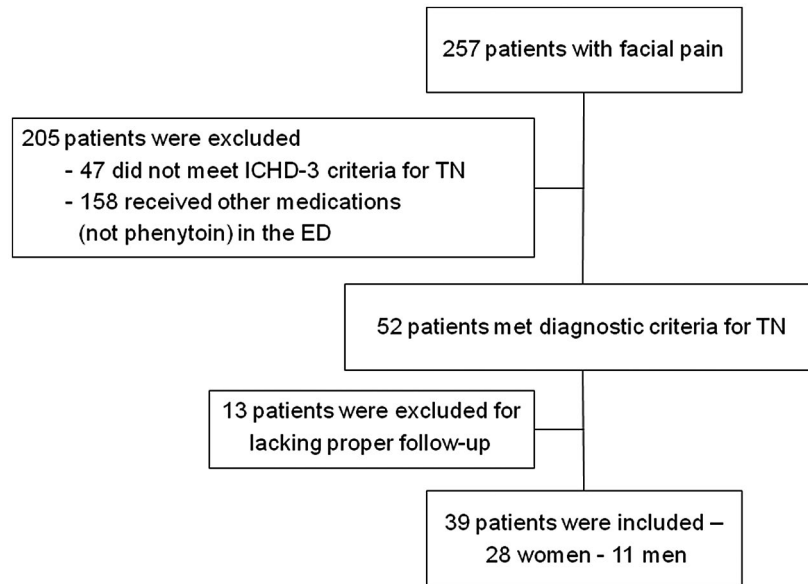 257 patients with facial pain
205 patients were excluded
- 47 did not meet ICHD-3 criteria for TN
- 158 received other medications
(not phenytoin) in the ED
52 patients met diagnostic criteria for TN
13 patients were excluded for
lacking proper follow-up
39 patients were included –
28 women - 11 men